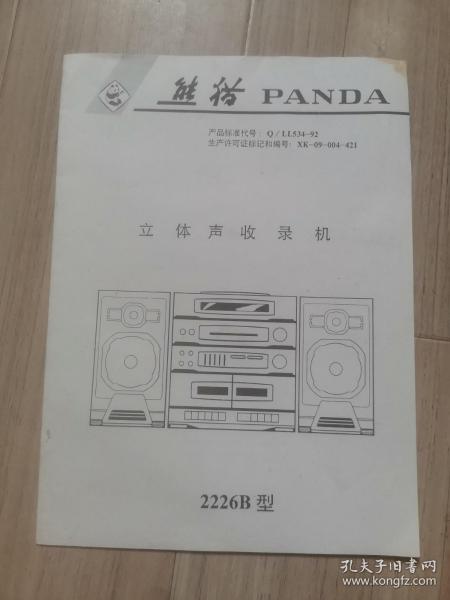 熊猫 PANDA
产品标准代号：Q/LL534-92
生产许可证标记和编号：XK-09-004-421
立体声收录机
2226B型
孔夫子旧书网
www.kongfz.com